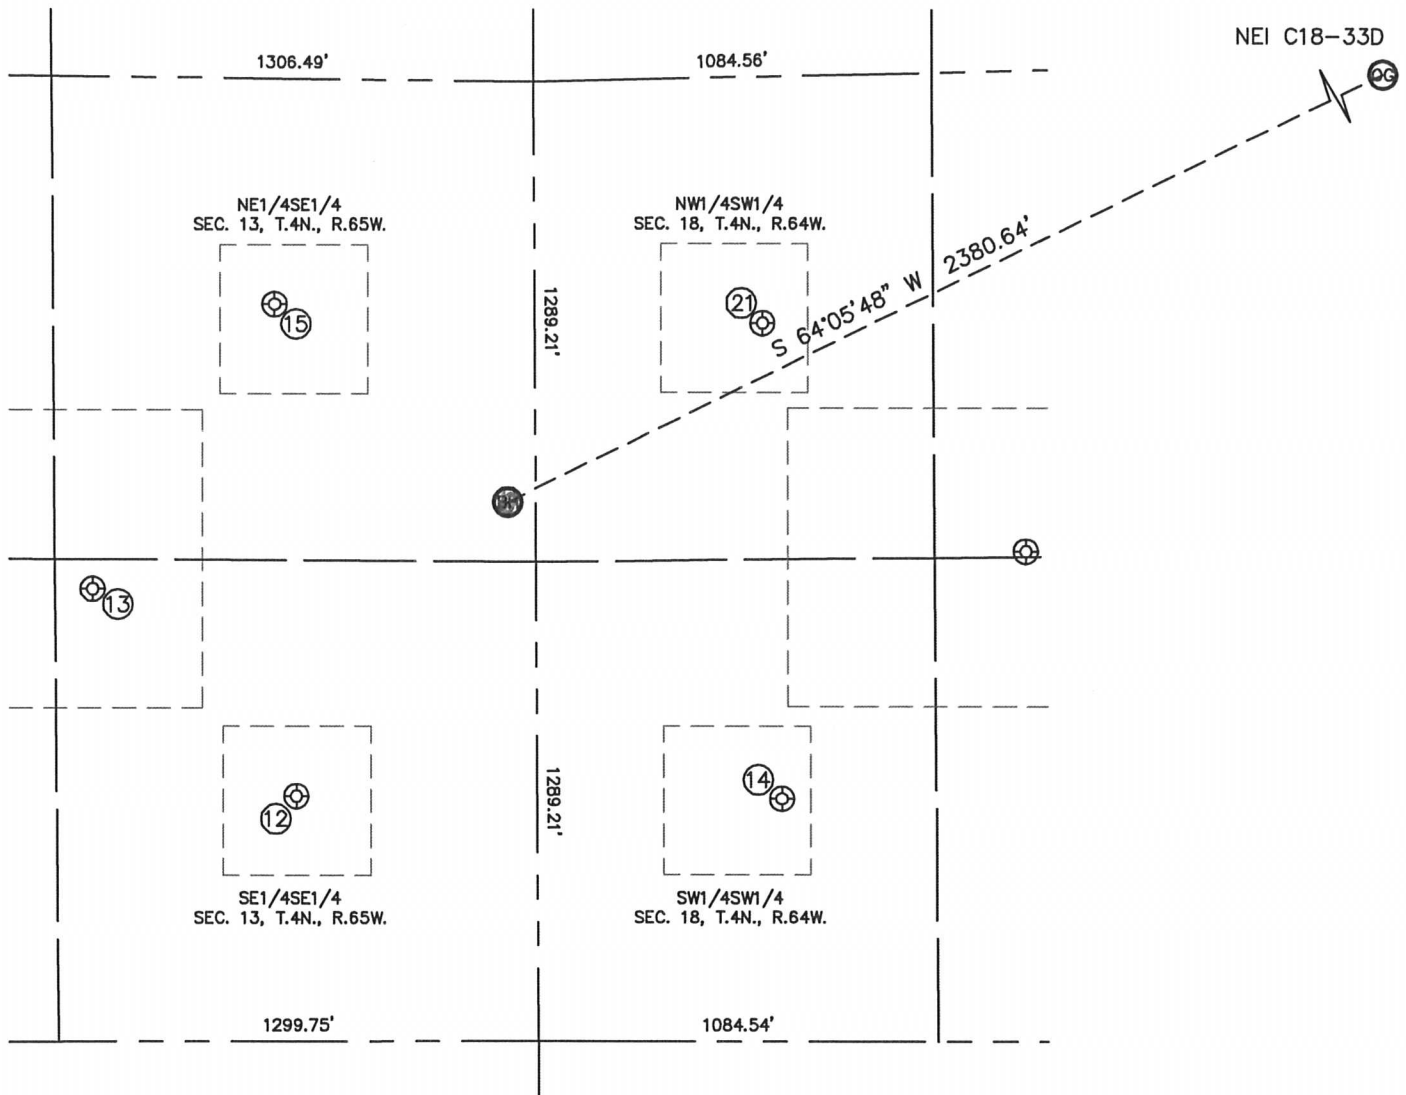 NEI C18-33D
1306.49'
1084.56'
NE1/4SE1/4
SEC. 13, T.4N., R.65W.
NW1/4SW1/4
SEC. 18, T.4N., R.64W.
15
21
1289.21'
S 64°05'48" W 2380.64'
13
12
14
1289.21'
SE1/4SE1/4
SEC. 13, T.4N., R.65W.
SW1/4SW1/4
SEC. 18, T.4N., R.64W.
1299.75'
1084.54'